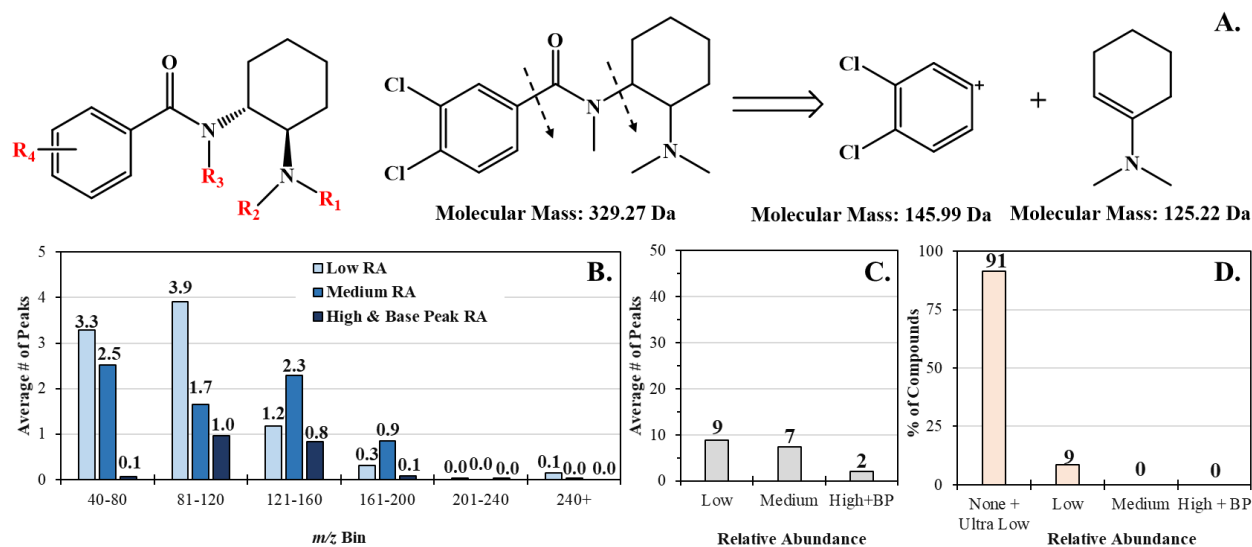 A.
O
N
R4
R3
N
R2
R1
Cl
Cl
O
N
N
Molecular Mass: 329.27 Da
Cl
Cl
+
+
N
Molecular Mass: 145.99 Da
Molecular Mass: 125.22 Da
B.
Average # of Peaks
5
4
3
2
1
0
Low RA
Medium RA
High & Base Peak RA
3.3
2.5
0.1
3.9
1.7
1.0
1.2
2.3
0.8
0.3
0.9
0.1
0.0
0.0
0.0
0.1
0.0
0.0
40-80
81-120
121-160
161-200
201-240
240+
m/z Bin
C.
Average # of Peaks
50
40
30
20
10
0
9
7
2
Low
Medium
High+BP
Relative Abundance
D.
% of Compounds
100
75
50
25
0
91
9
0
0
None +
Ultra Low
Low
Medium
High + BP
Relative Abundance